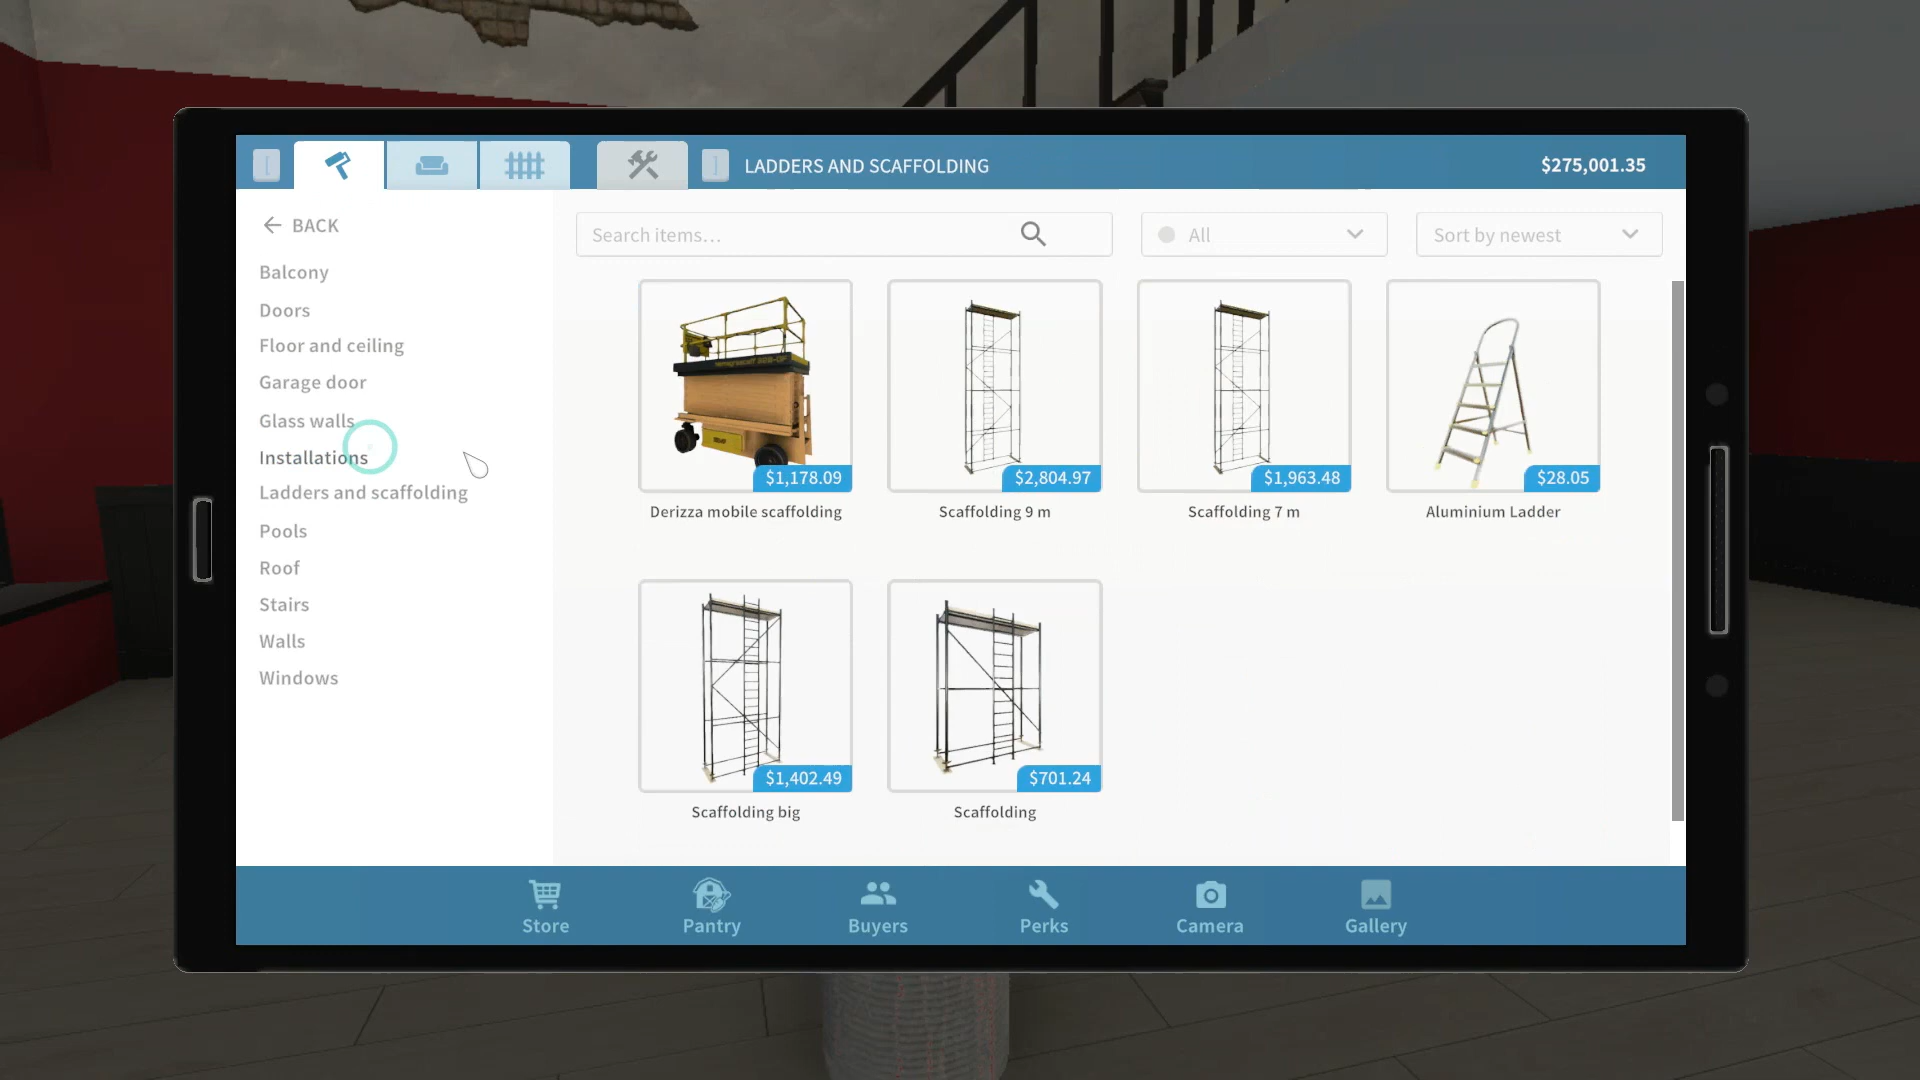 LADDERS AND SCAFFOLDING
$275,001.35
BACK
Search items...
All
Sort by newest
Balcony
Doors
Floor and ceiling
Garage door
Glass walls
Installations
Ladders and scaffolding
Pools
Roof
Stairs
Walls
Windows
$1,178.09
$2,804.97
$1,963.48
$28.05
Derizza mobile scaffolding
Scaffolding 9 m
Scaffolding 7 m
Aluminium Ladder
$1,402.49
$701.24
Scaffolding big
Scaffolding
Store
Pantry
Buyers
Perks
Camera
Gallery